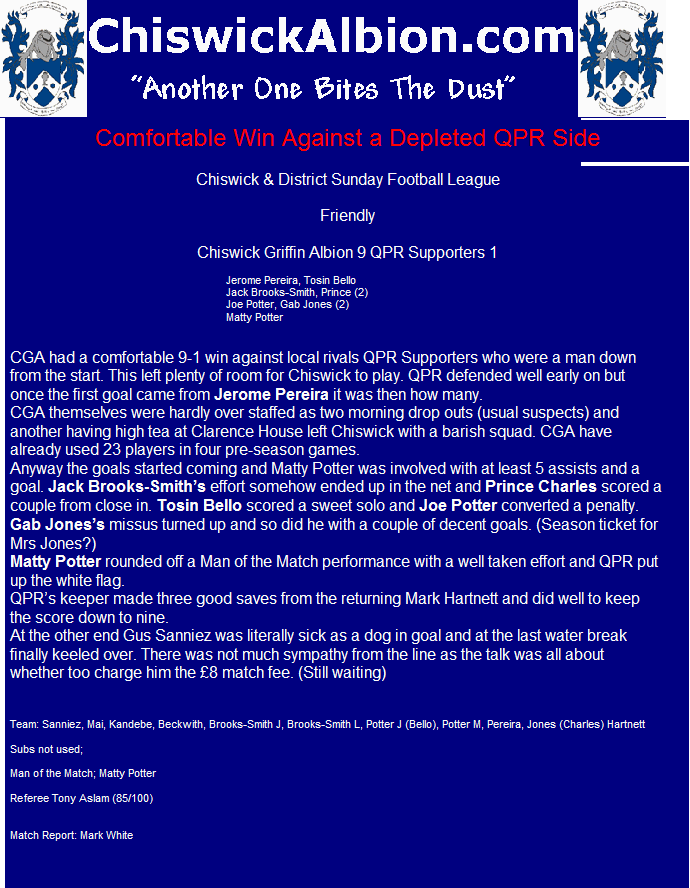 ChiswickAlbion.com
"Another One Bites The Dust"
Comfortable Win Against a Depleted QPR Side
Chiswick & District Sunday Football League
Friendly
Chiswick Griffin Albion 9 QPR Supporters 1
Jerome Pereira, Tosin Bello
Jack Brooks-Smith, Prince (2)
Joe Potter, Gab Jones (2)
Matty Potter
CGA had a comfortable 9-1 win against local rivals QPR Supporters who were a man down
from the start. This left plenty of room for Chiswick to play. QPR defended well early on but
once the first goal came from Jerome Pereira it was then how many.
CGA themselves were hardly over staffed as two morning drop outs (usual suspects) and
another having high tea at Clarence House left Chiswick with a barish squad. CGA have
already used 23 players in four pre-season games.
Anyway the goals started coming and Matty Potter was involved with at least 5 assists and a
goal. Jack Brooks-Smith's effort somehow ended up in the net and Prince Charles scored a
couple from close in. Tosin Bello scored a sweet solo and Joe Potter converted a penalty.
Gab Jones's missus turned up and so did he with a couple of decent goals. (Season ticket for
Mrs Jones?)
Matty Potter rounded off a Man of the Match performance with a well taken effort and QPR put
up the white flag.
QPR's keeper made three good saves from the returning Mark Hartnett and did well to keep
the score down to nine.
At the other end Gus Sanniez was literally sick as a dog in goal and at the last water break
finally keeled over. There was not much sympathy from the line as the talk was all about
whether too charge him the £8 match fee. (Still waiting)
Team: Sanniez, Mai, Kandebe, Beckwith, Brooks-Smith J, Brooks-Smith L, Potter J (Bello), Potter M, Pereira, Jones (Charles) Hartnett
Subs not used;
Man of the Match; Matty Potter
Referee Tony Aslam (85/100)
Match Report: Mark White